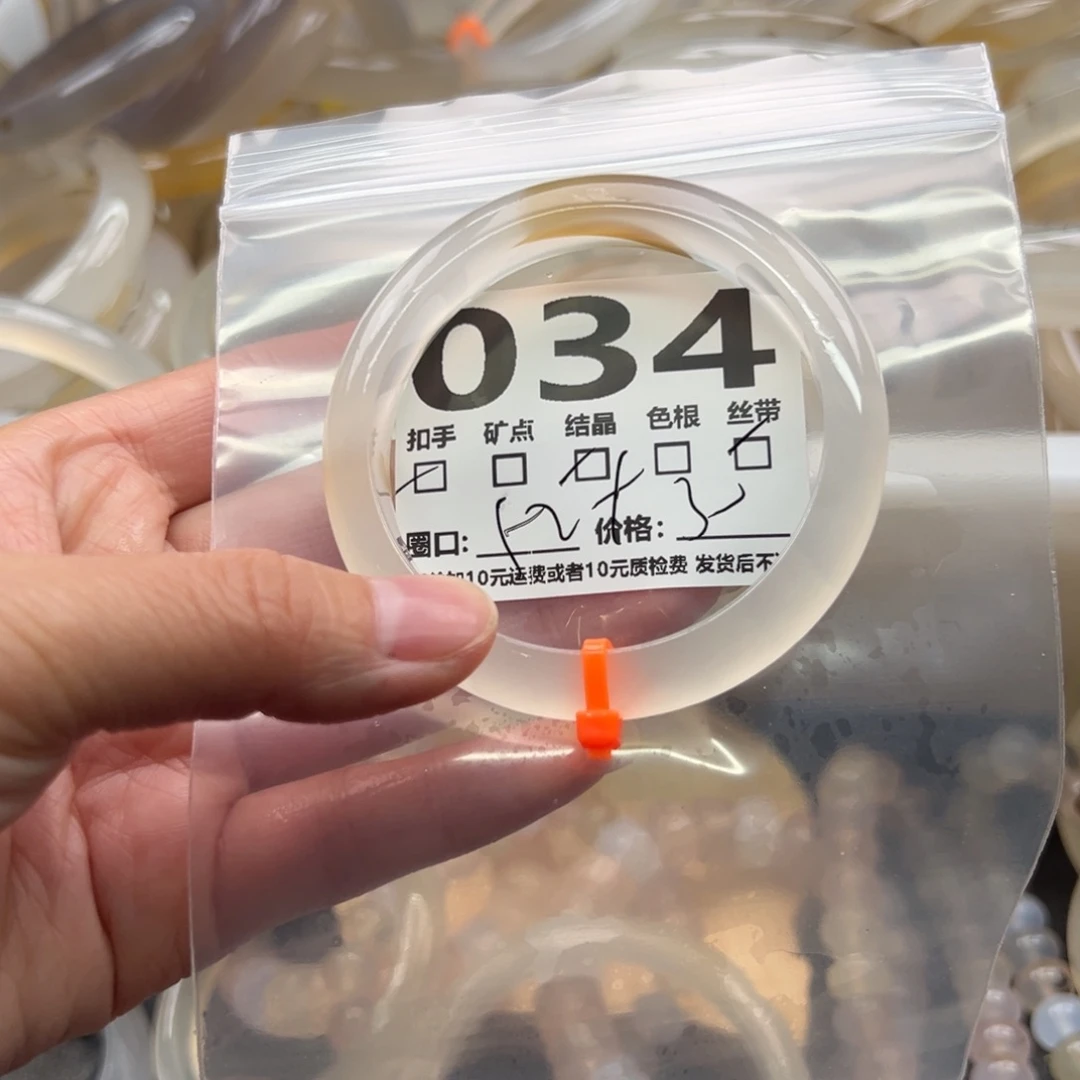 034
扣手 矿点 结晶 色根 丝带
圈口: 价格:
10元运费或者10元质检费 发货后不